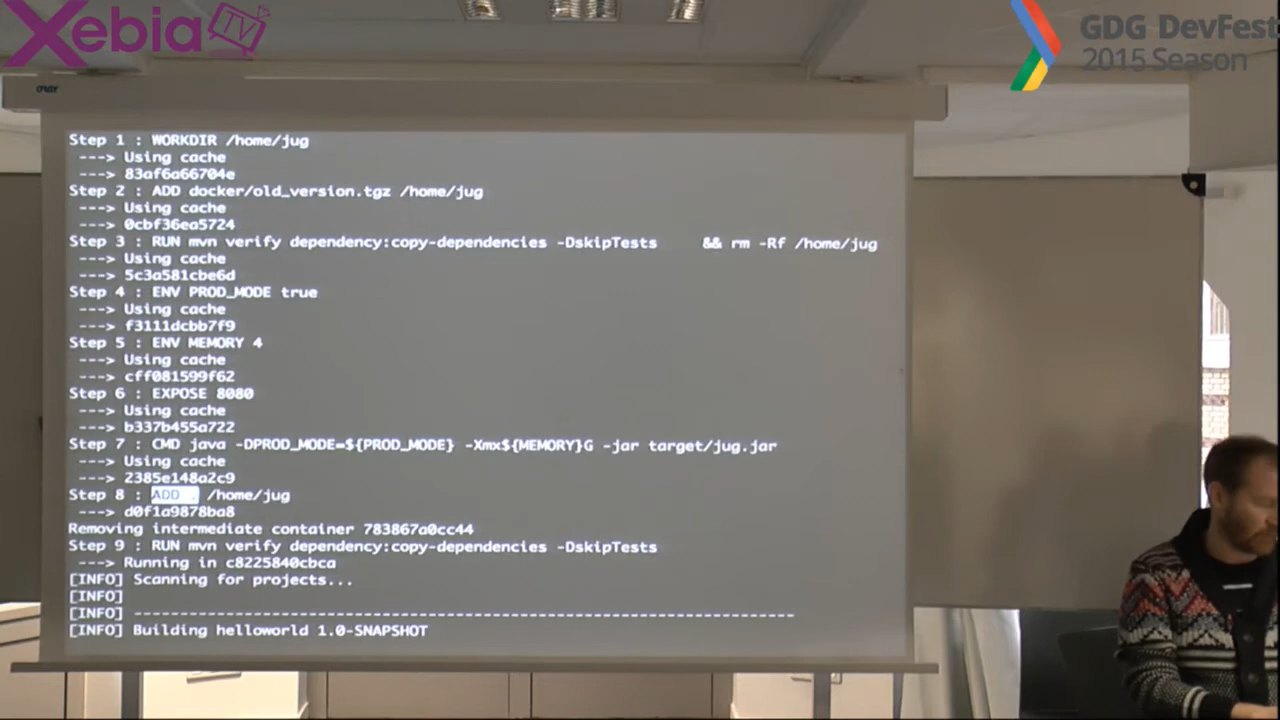 Xebia TV
GDG DevFest
2015 Season
Step 1 : WORKDIR /home/jug
---> Using cache
---> 83af6a66704e
Step 2 : ADD docker/old_version.tgz /home/jug
---> Using cache
---> 0cbf36ea5724
Step 3 : RUN mvn verify dependency:copy-dependencies -DskipTests     && rm -Rf /home/jug
---> Using cache
---> 5c3a581cbe6d
Step 4 : ENV PROD_MODE true
---> Using cache
---> f3111dcbb7f9
Step 5 : ENV MEMORY 4
---> Using cache
---> cff081599f62
Step 6 : EXPOSE 8080
---> Using cache
---> b337b455a722
Step 7 : CMD java -DPROD_MODE=${PROD_MODE} -Xmx${MEMORY}G -jar target/jug.jar
---> Using cache
---> 2385e148a2c9
Step 8 : ADD . /home/jug
---> d0f1a9878ba8
Removing intermediate container 783867a0cc44
Step 9 : RUN mvn verify dependency:copy-dependencies -DskipTests
---> Running in c8225840cbca
[INFO] Scanning for projects...
[INFO]
[INFO] ------------------------------------------------------------------------
[INFO] Building helloworld 1.0-SNAPSHOT